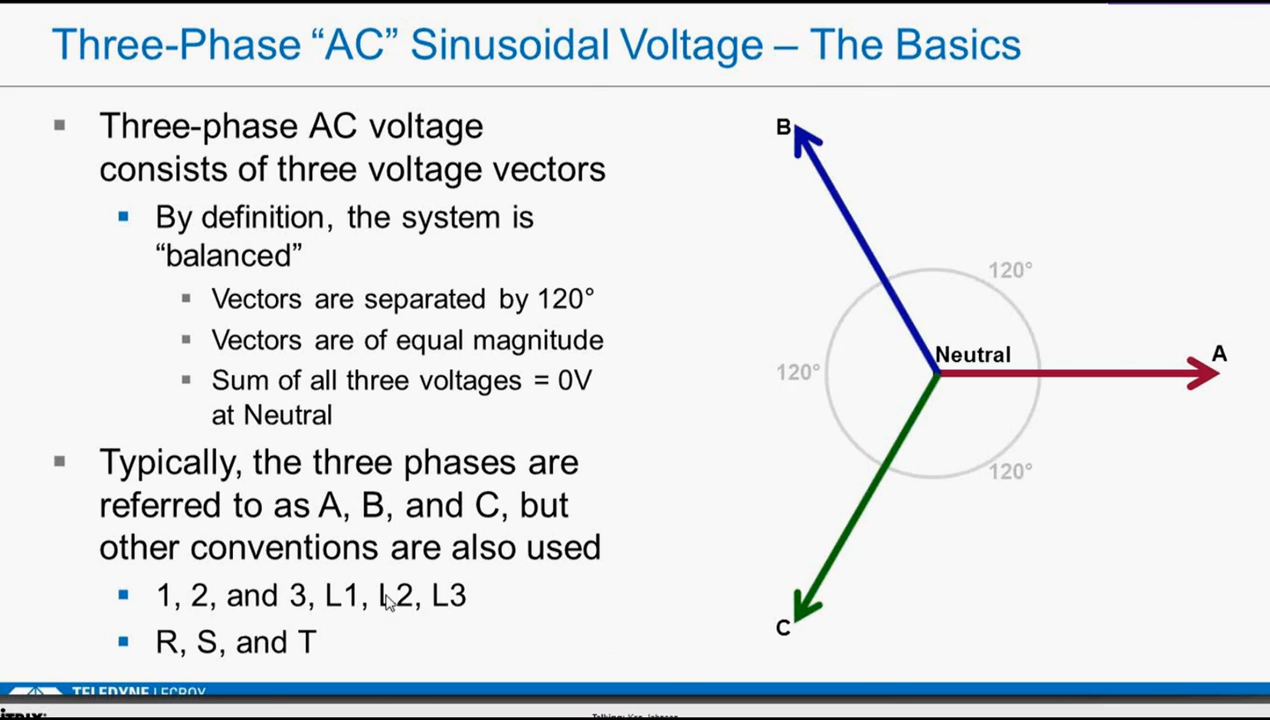 Three-Phase “AC” Sinusoidal Voltage – The Basics
Three-phase AC voltage
consists of three voltage vectors
By definition, the system is
“balanced”
Vectors are separated by 120°
Vectors are of equal magnitude
Sum of all three voltages = 0V
at Neutral
Typically, the three phases are
referred to as A, B, and C, but
other conventions are also used
1, 2, and 3, L1, L2, L3
R, S, and T
B
120°
Neutral
A
120°
120°
C
TELEDYNE LECROY